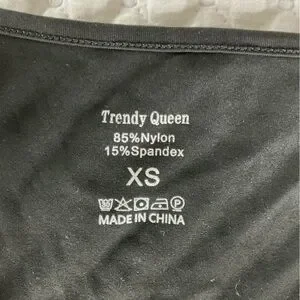 Trendy Queen
85%Nylon
15%Spandex
XS
MADE IN CHINA